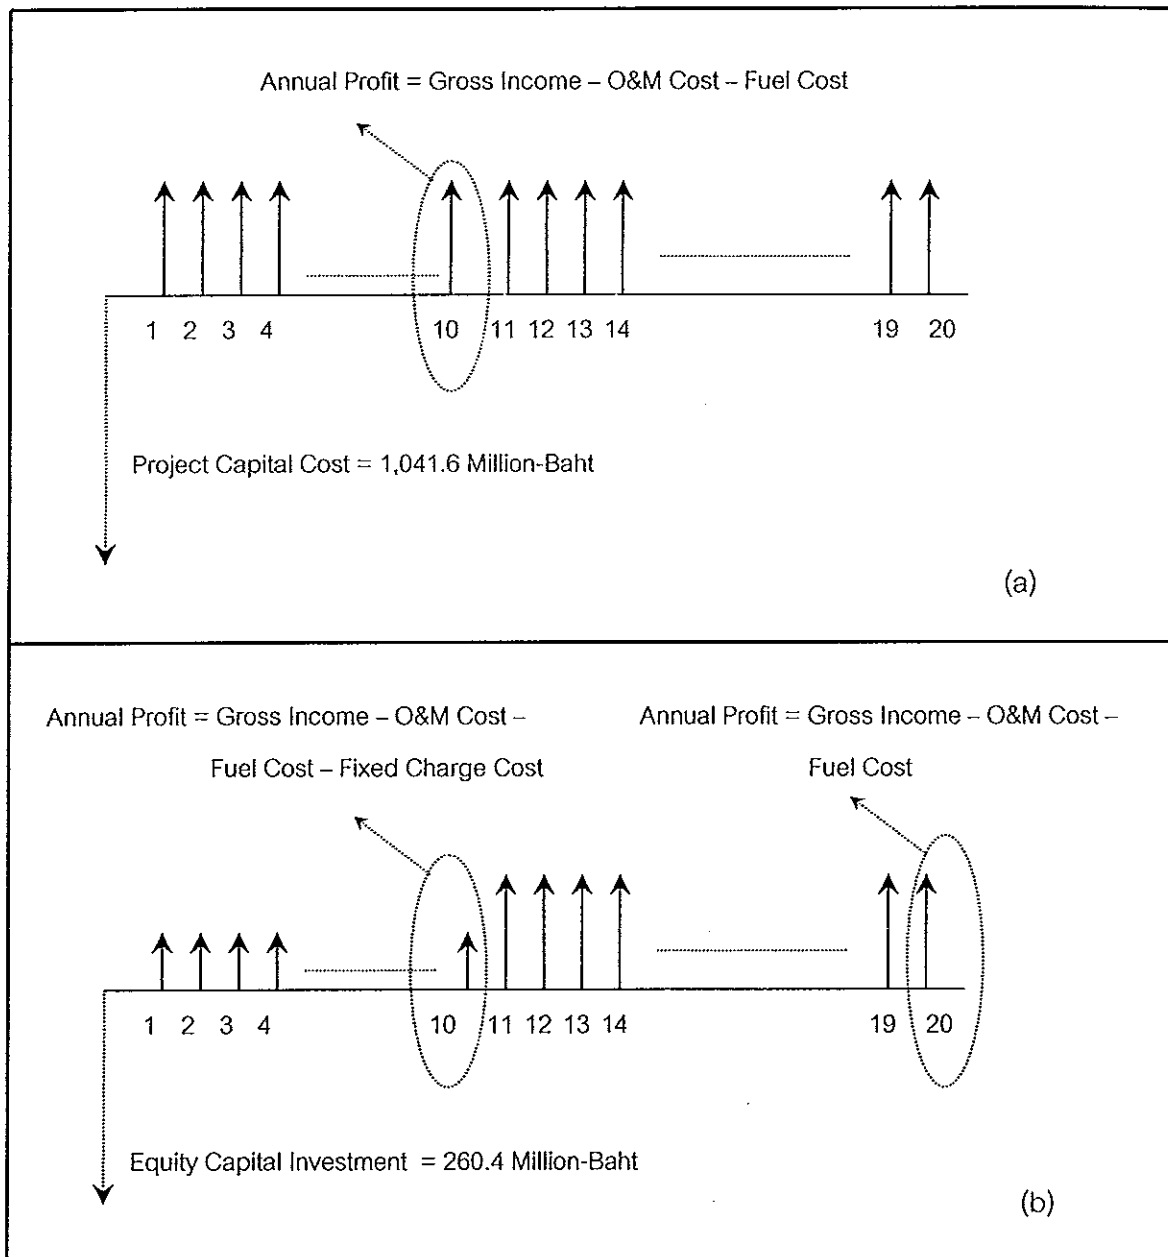 Annual Profit = Gross Income – O&M Cost – Fuel Cost
1 2 3 4 10 11 12 13 14 19 20
Project Capital Cost = 1,041.6 Million-Baht
(a)
Annual Profit = Gross Income – O&M Cost –
Fuel Cost – Fixed Charge Cost
Annual Profit = Gross Income – O&M Cost –
Fuel Cost
1 2 3 4 10 11 12 13 14 19 20
Equity Capital Investment = 260.4 Million-Baht
(b)